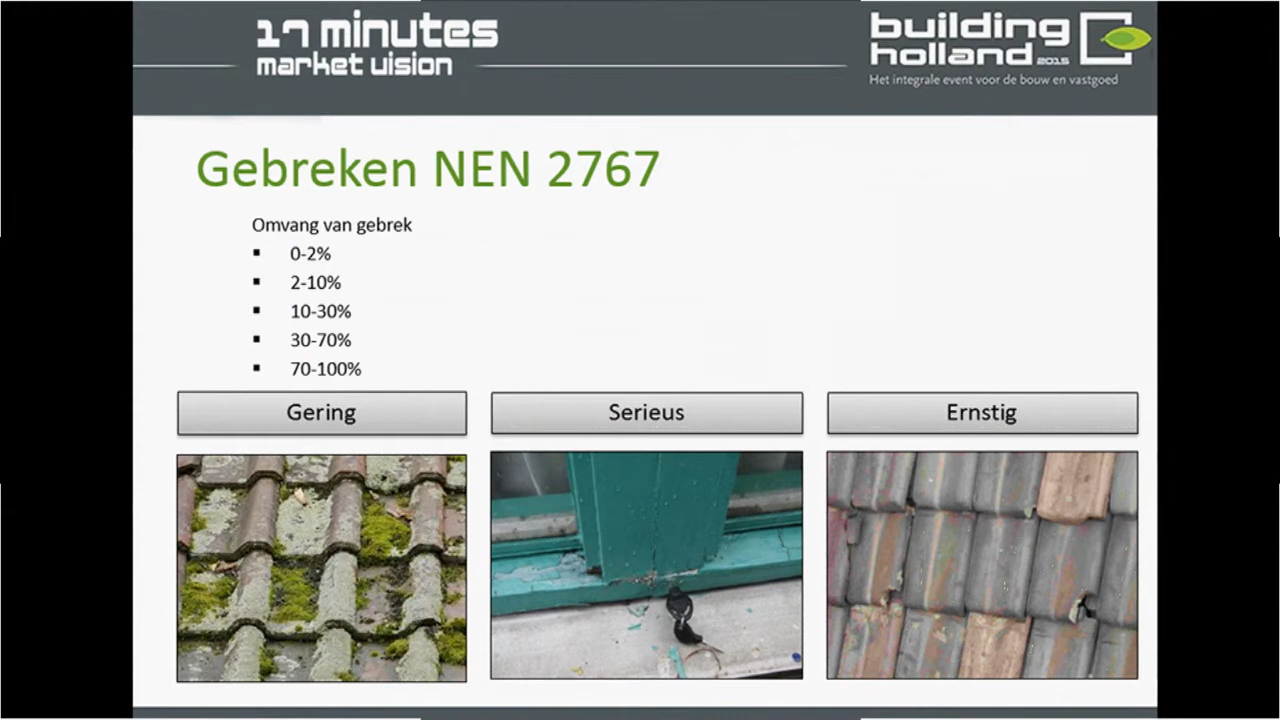 17 minutes
market vision
building
holland 2015
Het integrale event voor de bouw en vastgoed
Gebreken NEN 2767
Omvang van gebrek
▪ 0-2%
▪ 2-10%
▪ 10-30%
▪ 30-70%
▪ 70-100%
Gering
Serieus
Ernstig